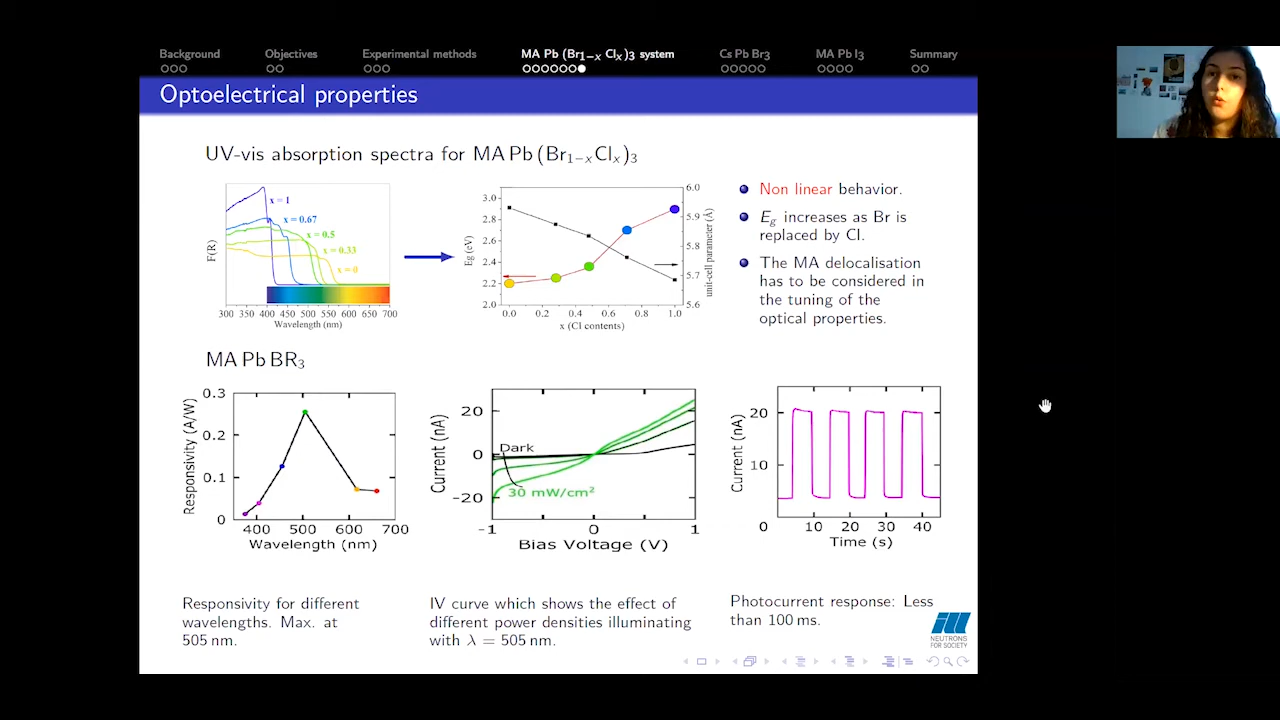 Background Objectives Experimental methods MA Pb (Br1−x Clx)3 system Cs Pb Br3 MA Pb I3 Summary
Optoelectrical properties
UV-vis absorption spectra for MA Pb (Br1−x Clx)3
x = 1
x = 0.67
x = 0.5
x = 0.33
x = 0
F(R)
300 350 400 450 500 550 600 650 700
Wavelength (nm)
3.0
2.8
2.6
2.4
2.2
2.0
Eg (eV)
6.0
5.9
5.8
5.7
5.6
unit-cell parameter (Å)
0.0 0.2 0.4 0.6 0.8 1.0
x (Cl contents)
Non linear behavior.
Eg increases as Br is
replaced by Cl.
The MA delocalisation
has to be considered in
the tuning of the
optical properties.
MA Pb BR3
0.3
0.2
0.1
0
Responsivity (A/W)
400 500 600 700
Wavelength (nm)
20
0
−20
Current (nA)
Dark
30 mW/cm2
-1 0 1
Bias Voltage (V)
20
10
0
Current (nA)
10 20 30 40
Time (s)
Responsivity for different
wavelengths. Max. at
505 nm.
IV curve which shows the effect of
different power densities illuminating
with λ = 505 nm.
Photocurrent response: Less
than 100 ms.
ill
NEUTRONS
FOR SOCIETY